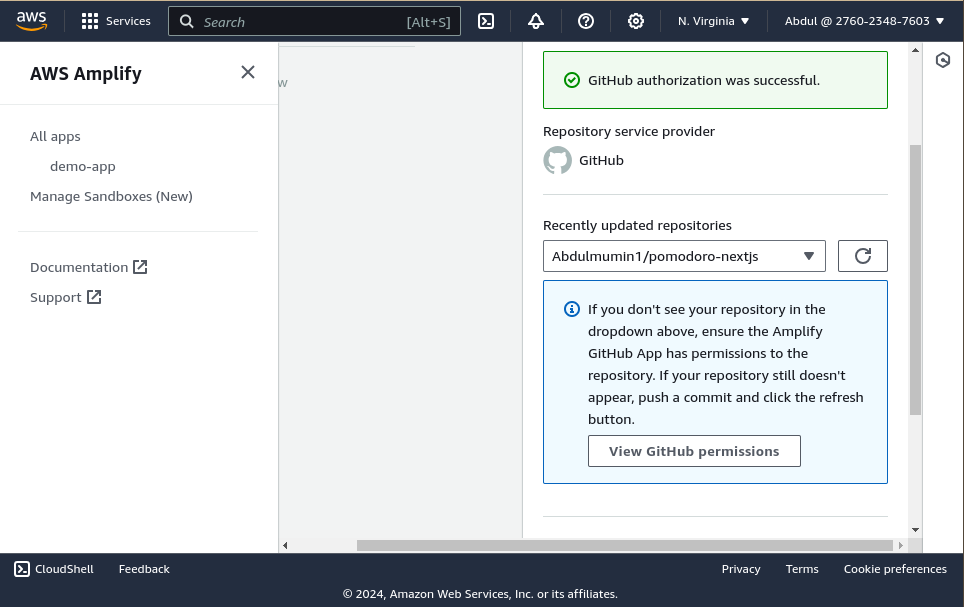 aws
Services
Search
[Alt+S]
N. Virginia
Abdul @ 2760-2348-7603
AWS Amplify
All apps
demo-app
Manage Sandboxes (New)
Documentation
Support
w
GitHub authorization was successful.
Repository service provider
GitHub
Recently updated repositories
Abdulmumin1/pomodoro-nextjs
If you don't see your repository in the
dropdown above, ensure the Amplify
GitHub App has permissions to the
repository. If your repository still doesn't
appear, push a commit and click the refresh
button.
View GitHub permissions
CloudShell
Feedback
Privacy
Terms
Cookie preferences
© 2024, Amazon Web Services, Inc. or its affiliates.